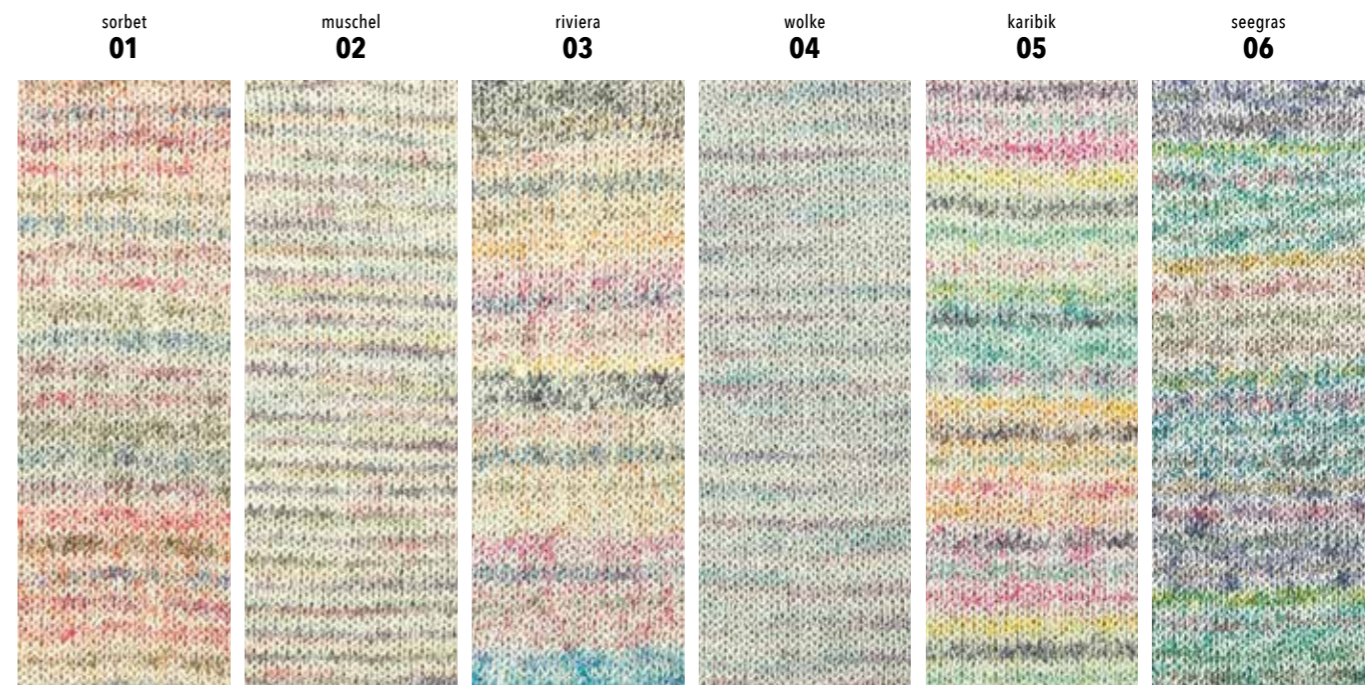 sorbet
01
muschel
02
riviera
03
wolke
04
karibik
05
seegras
06